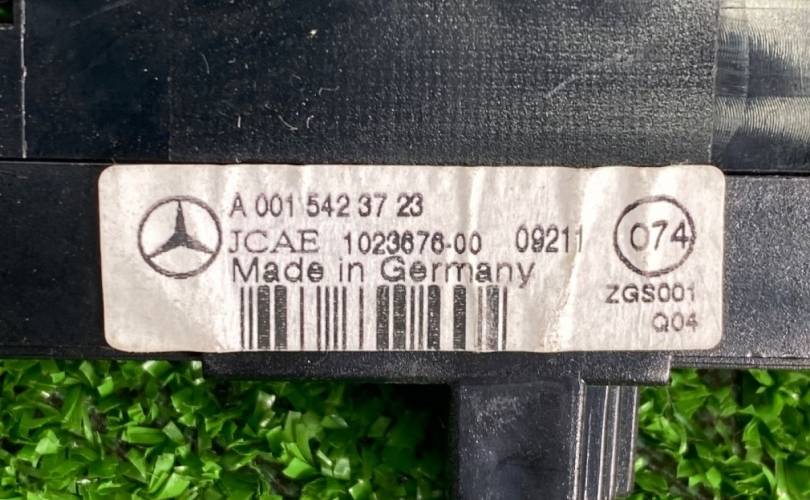 A 001 542 37 23
JCAE 1023676-00 09211
Made in Germany
074
ZGS001
Q04